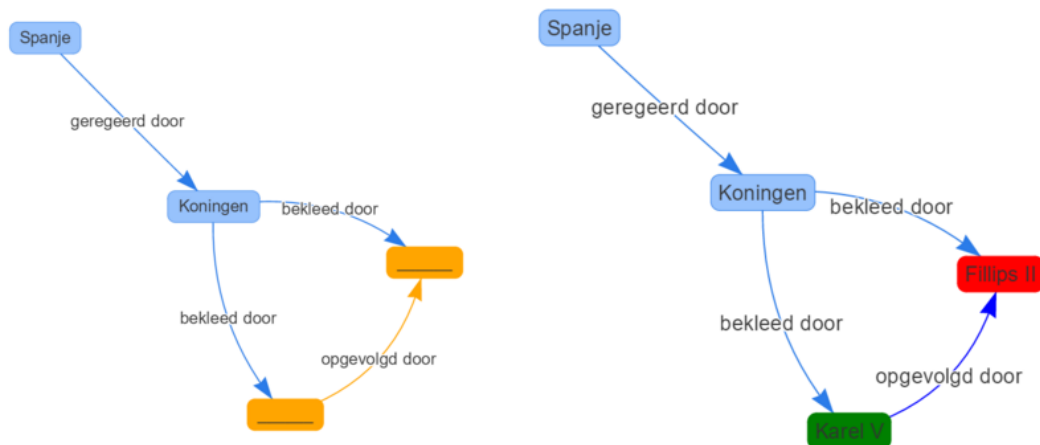 Spanje
geregeerd door
Koningen
bekleed door
______
bekleed door
opgevolgd door
______
Spanje
geregeerd door
Koningen
bekleed door
Fillips II
bekleed door
opgevolgd door
Karel V